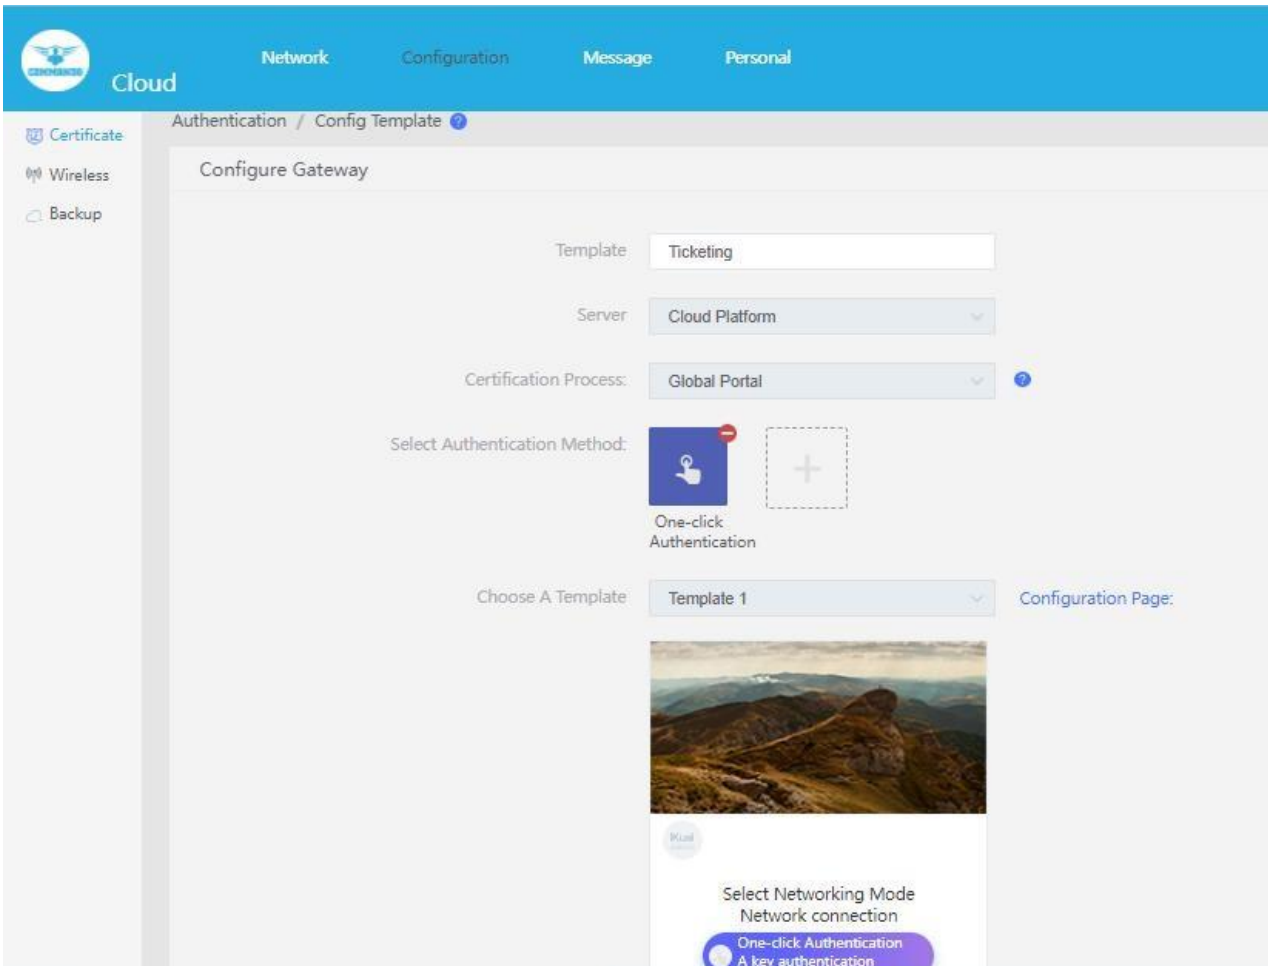 COMMANDO
Cloud
Network
Configuration
Message
Personal
Certificate
Wireless
Backup
Authentication / Config Template ?
Configure Gateway
Template
Ticketing
Server
Cloud Platform
Certification Process:
Global Portal
?
Select Authentication Method:
One-click
Authentication
Choose A Template
Template 1
Configuration Page:
iKuai
Select Networking Mode
Network connection
One-click Authentication
A key authentication